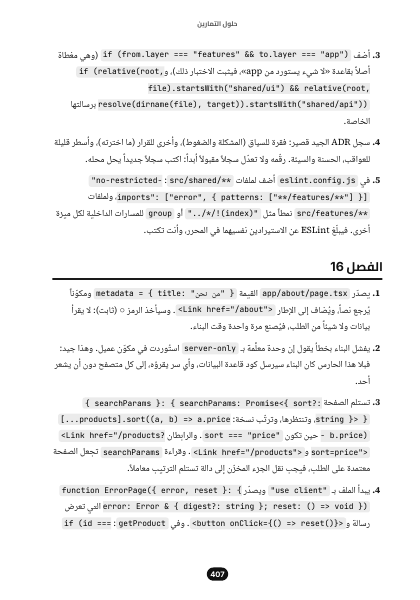 حلول التمارين
3. أضف if (from.layer === "features" && to.layer === "app") (وهي مغطاة
أصلاً بقاعدة «لا شيء يستورد من app»، فيثبت الاختبار ذلك)، و if (relative(root,
file).startsWith("shared/ui") && relative(root,
resolve(dirname(file), target)).startsWith("shared/api")) برسالتها
الخاصة.
4. سجل ADR الجيد قصير: فقرة للسياق (المشكلة والضغوط)، وأخرى للقرار (ما اخترته)، وأسطر قليلة
للعواقب، الحسنة والسيئة. رقّمه ولا تعدّل سجلاً مقبولاً أبداً: اكتب سجلاً جديداً يحل محله.
5. في eslint.config.js أضف لملفات src/shared/** : "no-restricted-
imports": ["error", { patterns: ["**/features/**"] }]، ولملفات
src/features/** نمطاً مثل "../*/!(index)" أو group للمسارات الداخلية لكل ميزة
أخرى. فيبلّغ ESLint عن الاستيرادين نفسيهما في المحرر، وأنت تكتب.
الفصل 16
1. يصدّر app/about/page.tsx القيمة metadata = { title: "من نحن" } ومكوّناً
يُرجع نصاً، ويُضاف إلى الإطار <Link href="/about">. وسيأخذ الرمز ○ (ثابت): لا يقرأ
بيانات ولا شيئاً من الطلب، فيُصنع مرة واحدة وقت البناء.
2. يفشل البناء بخطأ يقول إن وحدة معلَّمة بـ server-only استُوردت في مكوّن عميل. وهذا جيد:
فبلا هذا الحارس كان البناء سيرسل كود قاعدة البيانات، وأي سر يقرؤه، إلى كل متصفح دون أن يشعر
أحد.
3. تستلم الصفحة { searchParams }: { searchParams: Promise<{ sort?:
string }> }، وتنتظرها، وترتّب نسخة: [...products].sort((a, b) => a.price
- b.price) حين تكون sort === "price". والرابطان <Link href="/products?
sort=price"> و <Link href="/products">. وقراءة searchParams تجعل الصفحة
معتمدة على الطلب، فيجب نقل الجزء المخزّن إلى دالة تستلم الترتيب معاملاً.
4. يبدأ الملف بـ "use client" ويصدّر function ErrorPage({ error, reset }: {
error: Error & { digest?: string }; reset: () => void }) التي تعرض
رسالة و <button onClick={() => reset()}>. وفي getProduct: if (id ===
407